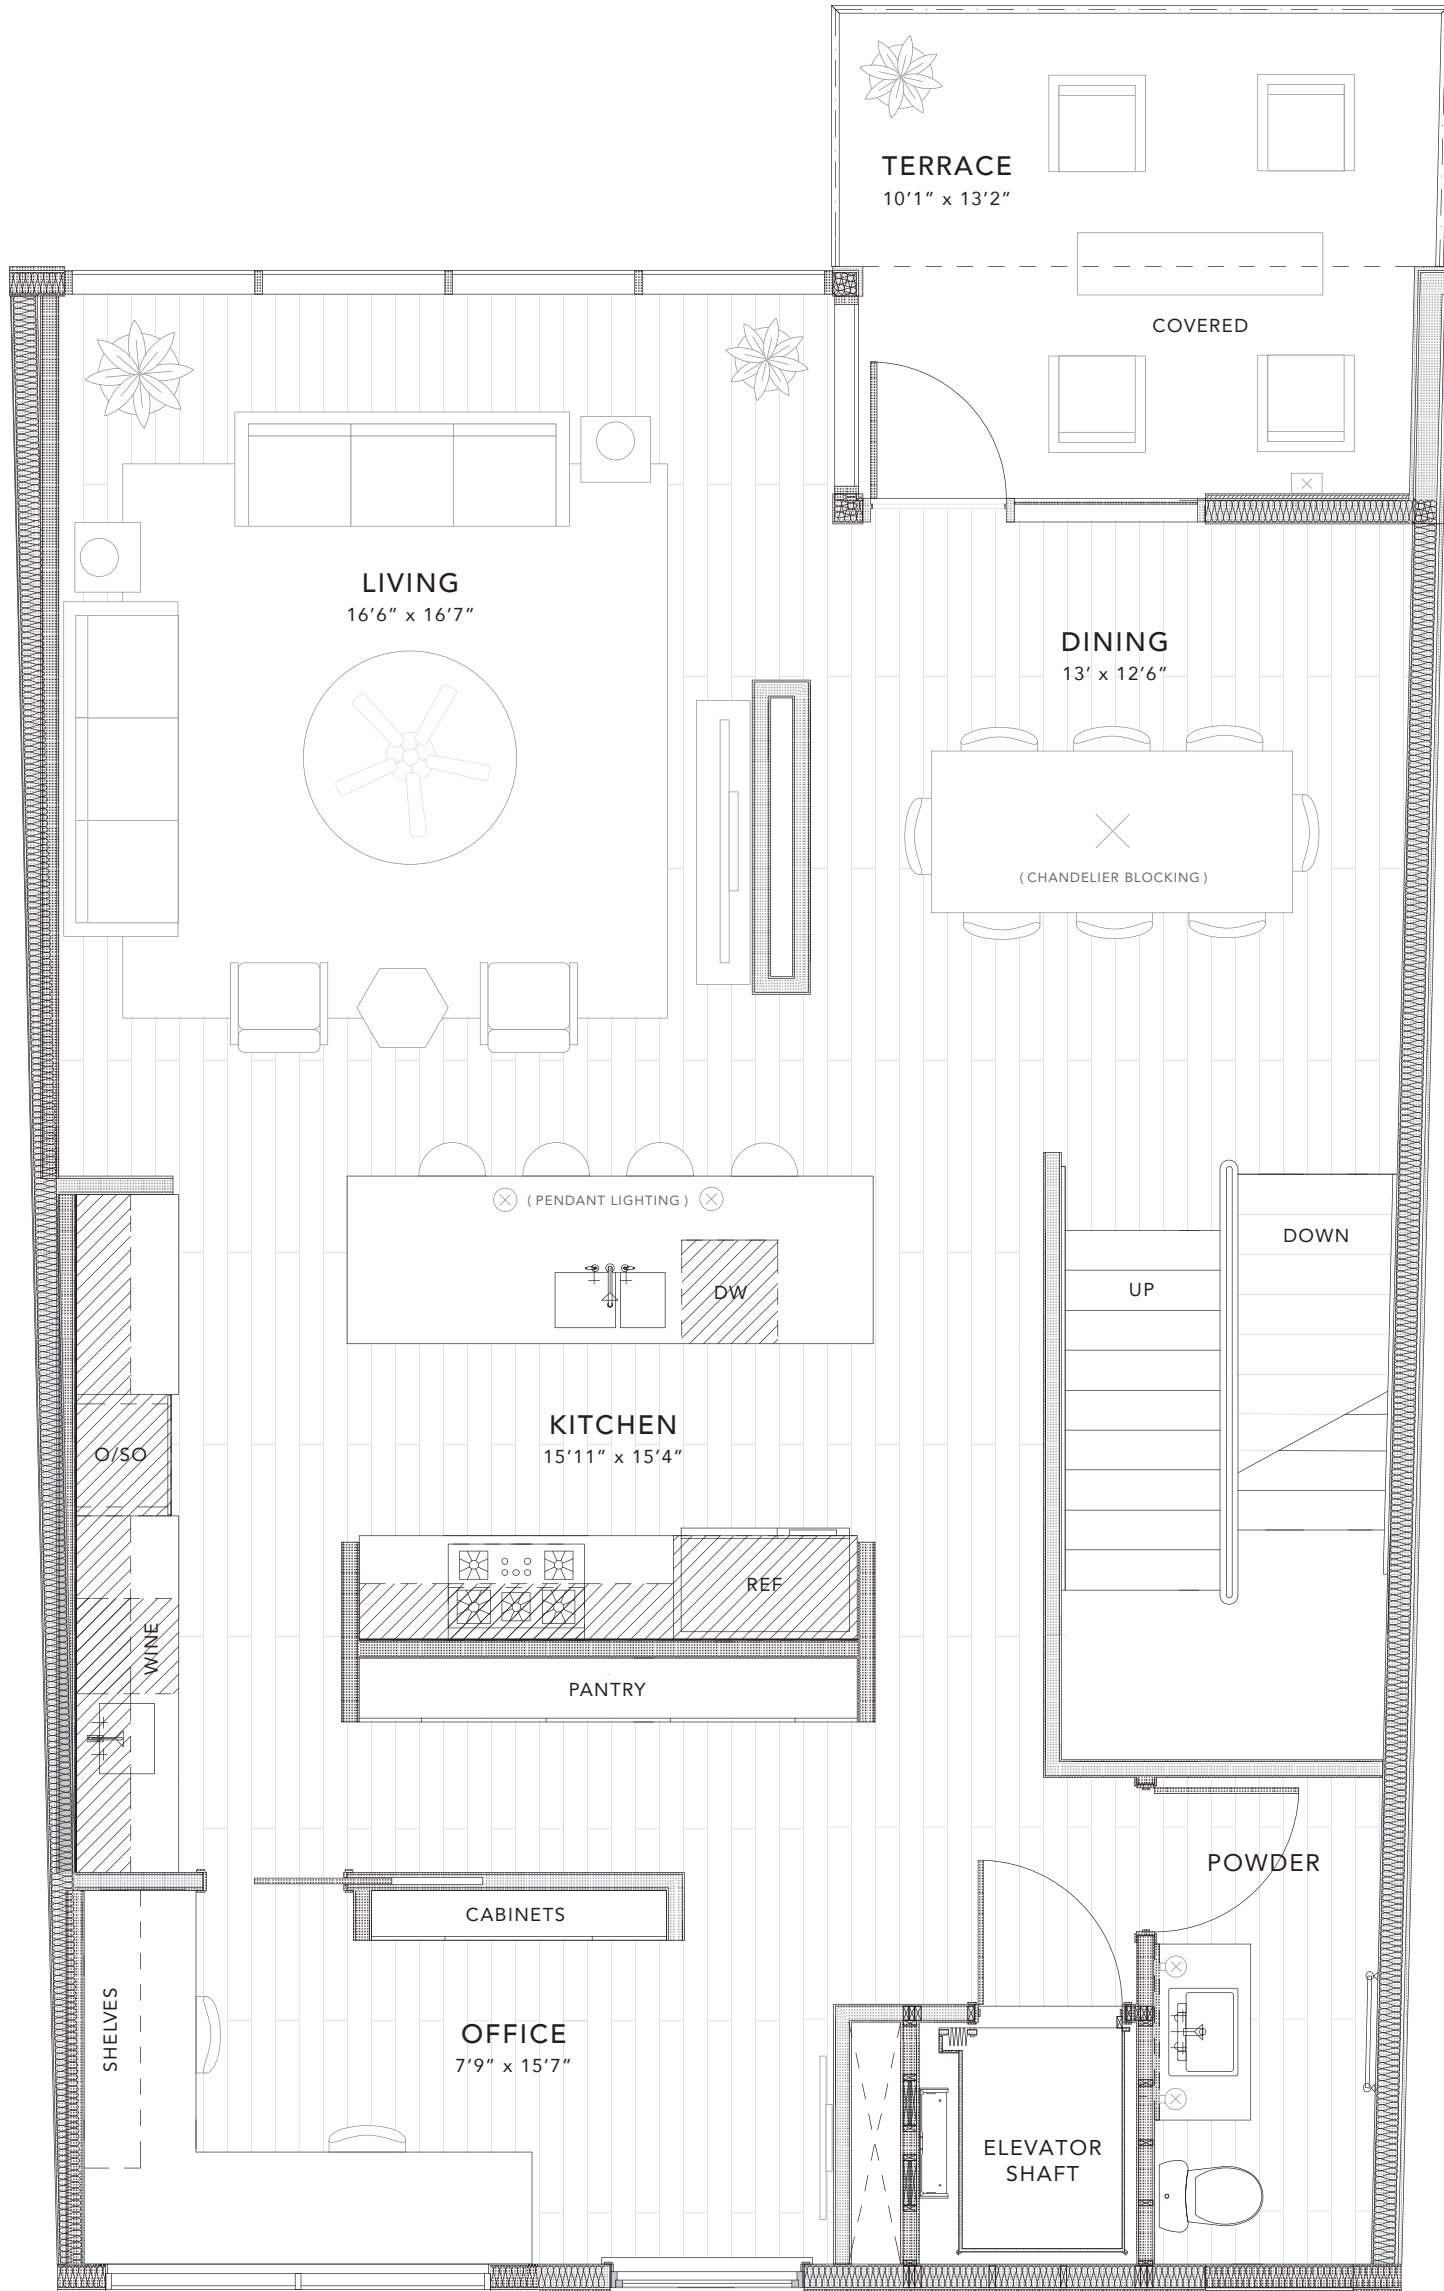 TERRACE
10′1″ x 13′2″
COVERED
LIVING
16′6″ x 16′7″
DINING
13′ x 12′6″
( CHANDELIER BLOCKING )
( PENDANT LIGHTING )
DW
DOWN
UP
KITCHEN
15′11″ x 15′4″
O/SO
REF
WINE
PANTRY
POWDER
CABINETS
SHELVES
OFFICE
7′9″ x 15′7″
ELEVATOR
SHAFT